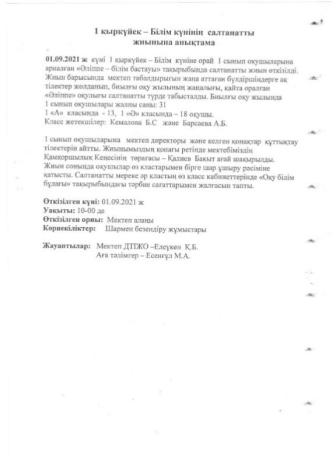 1 қыркүйек – Білім күнінің салтанатты
жиынына анықтама
01.09.2021 ж күні 1 қыркүйек – Білім күніне орай 1 сынып оқушыларына
арналған «Әліппе – білім бастауы» тақырыбында салтанатты жиын өткізілді.
Жиын барысында мектеп табалдырығын жаңа аттаған бүлдіршіндерге ақ
тілектер жолданып, биылғы оқу жылының жаңалығы, қайта оралған
«Әліппе» оқулығы салтанатты түрде табысталды. Биылғы оқу жылында
1 сынып оқушылары жалпы саны: 31
1 «А» класында - 13, 1 «Ә» класында – 18 оқушы.
Класс жетекшілер: Кемалова Б.С және Барсаева А.Б.
1 сынып оқушыларына мектеп директоры және келген қонақтар құттықтау
тілектерін айтты. Жиынымыздың қонағы ретінде мектебіміздің
Қамқоршылық Кеңесінің төрағасы – Қазиев Бақыт ағай шақырылды.
Жиын соңында оқушылар өз кластарымен бірге шар ұшыру рәсіміне
қатысты. Салтанатты мереке әр кластың өз класс кабинеттерінде «Оқу білім
бұлағы» тақырыбындағы тәрбие сағаттарымен жалғасын тапты.
Өткізілген күні: 01.09.2021 ж
Уақыты: 10-00 де
Өткізілген орны: Мектеп алаңы
Көрнекіліктер: Шармен безендіру жұмыстары
Жауаптылар: Мектеп ДТІЖО –Елеукен Қ.Б.
Аға тәлімгер – Есенгұл М.А.